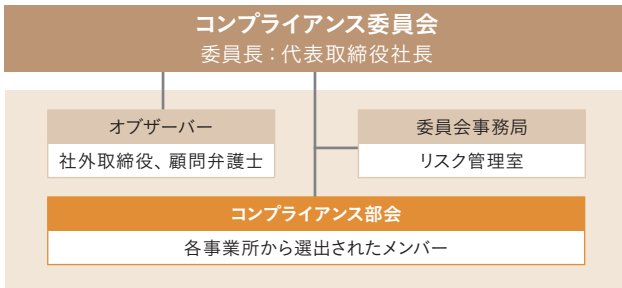 コンプライアンス委員会
委員長：代表取締役社長
オブザーバー
社外取締役、顧問弁護士
委員会事務局
リスク管理室
コンプライアンス部会
各事業所から選出されたメンバー